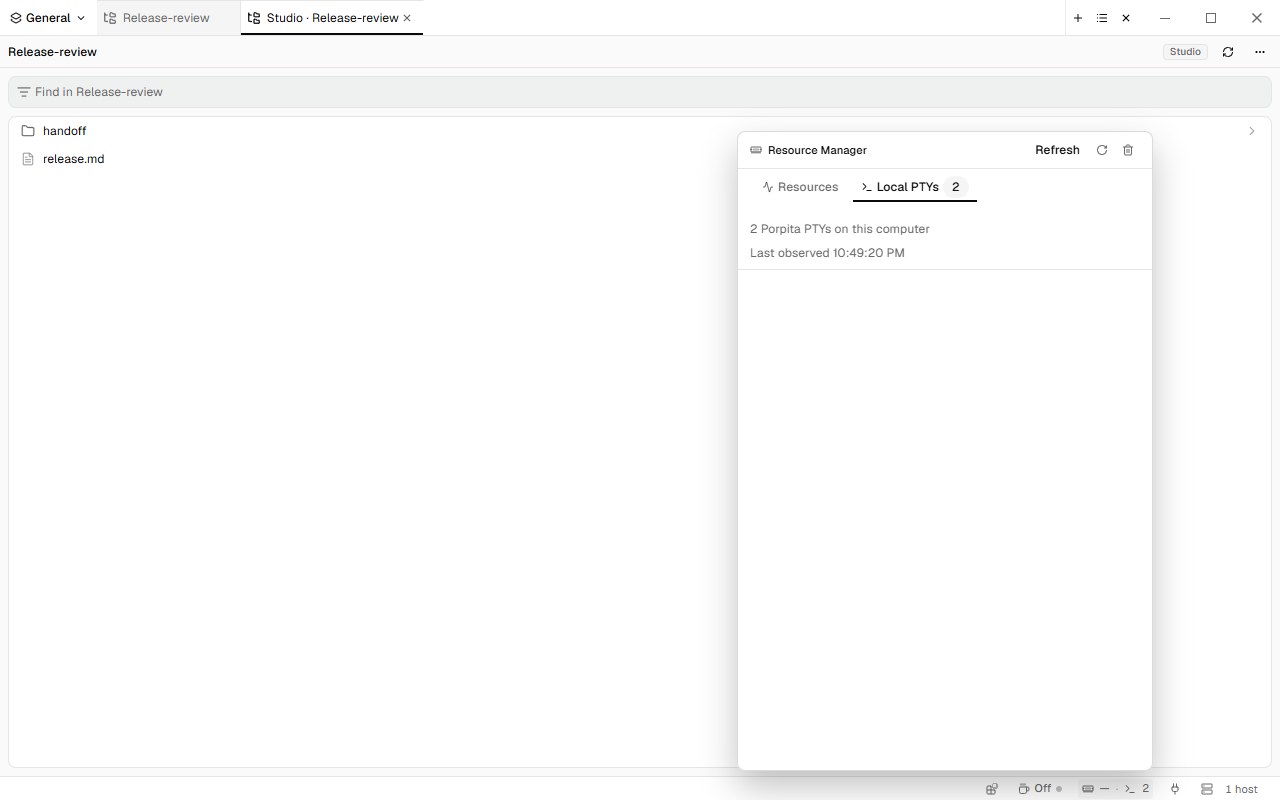 General
Release-review
Studio · Release-review
Release-review
Studio
Find in Release-review
handoff
release.md
Resource Manager
Refresh
Resources
Local PTYs 2
2 Porpita PTYs on this computer
Last observed 10:49:20 PM
Off
— · 2
1 host